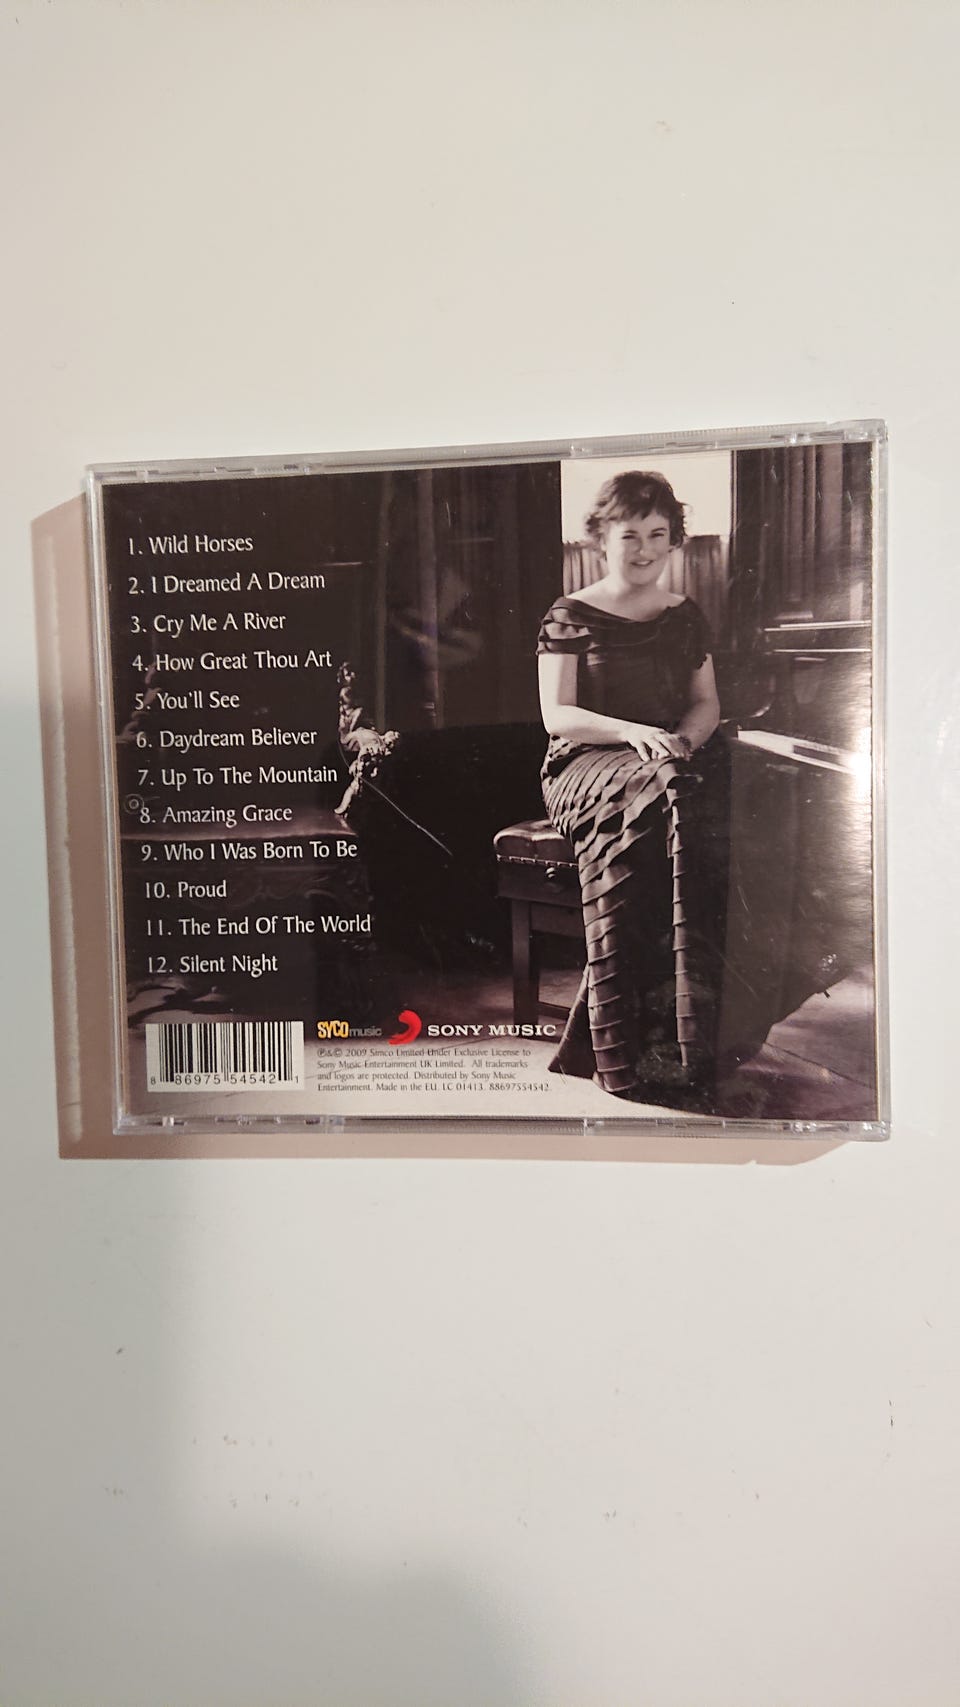 1. Wild Horses
2. I Dreamed A Dream
3. Cry Me A River
4. How Great Thou Art
5. You'll See
6. Daydream Believer
7. Up To The Mountain
8. Amazing Grace
9. Who I Was Born To Be
10. Proud
11. The End Of The World
12. Silent Night
8 86975 54542 1
SYCOmusic
SONY MUSIC
℗&© 2009 Simco Limited Under Exclusive License to
Sony Music Entertainment UK Limited. All trademarks
and logos are protected. Distributed by Sony Music
Entertainment. Made in the EU. LC 01413. 88697554542.